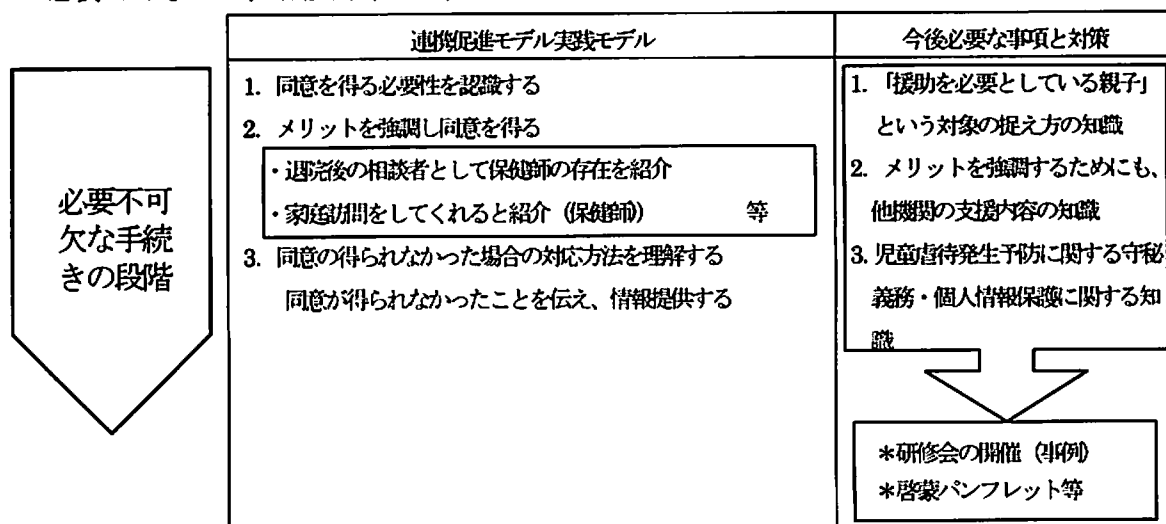 連携促進モデル実践モデル
今後必要な事項と対策
必要不可
欠な手続
きの段階
1. 同意を得る必要性を認識する
2. メリットを強調し同意を得る
・退院後の相談者として保健師の存在を紹介
・家庭訪問をしてくれると紹介（保健師） 等
3. 同意の得られなかった場合の対応方法を理解する
同意が得られなかったことを伝え、情報提供する
1. 「援助を必要としている親子」
という対象の捉え方の知識
2. メリットを強調するためにも、
他機関の支援内容の知識
3. 児童虐待発生予防に関する守秘
義務・個人情報保護に関する知
識
＊研修会の開催（事例）
＊啓蒙パンフレット等